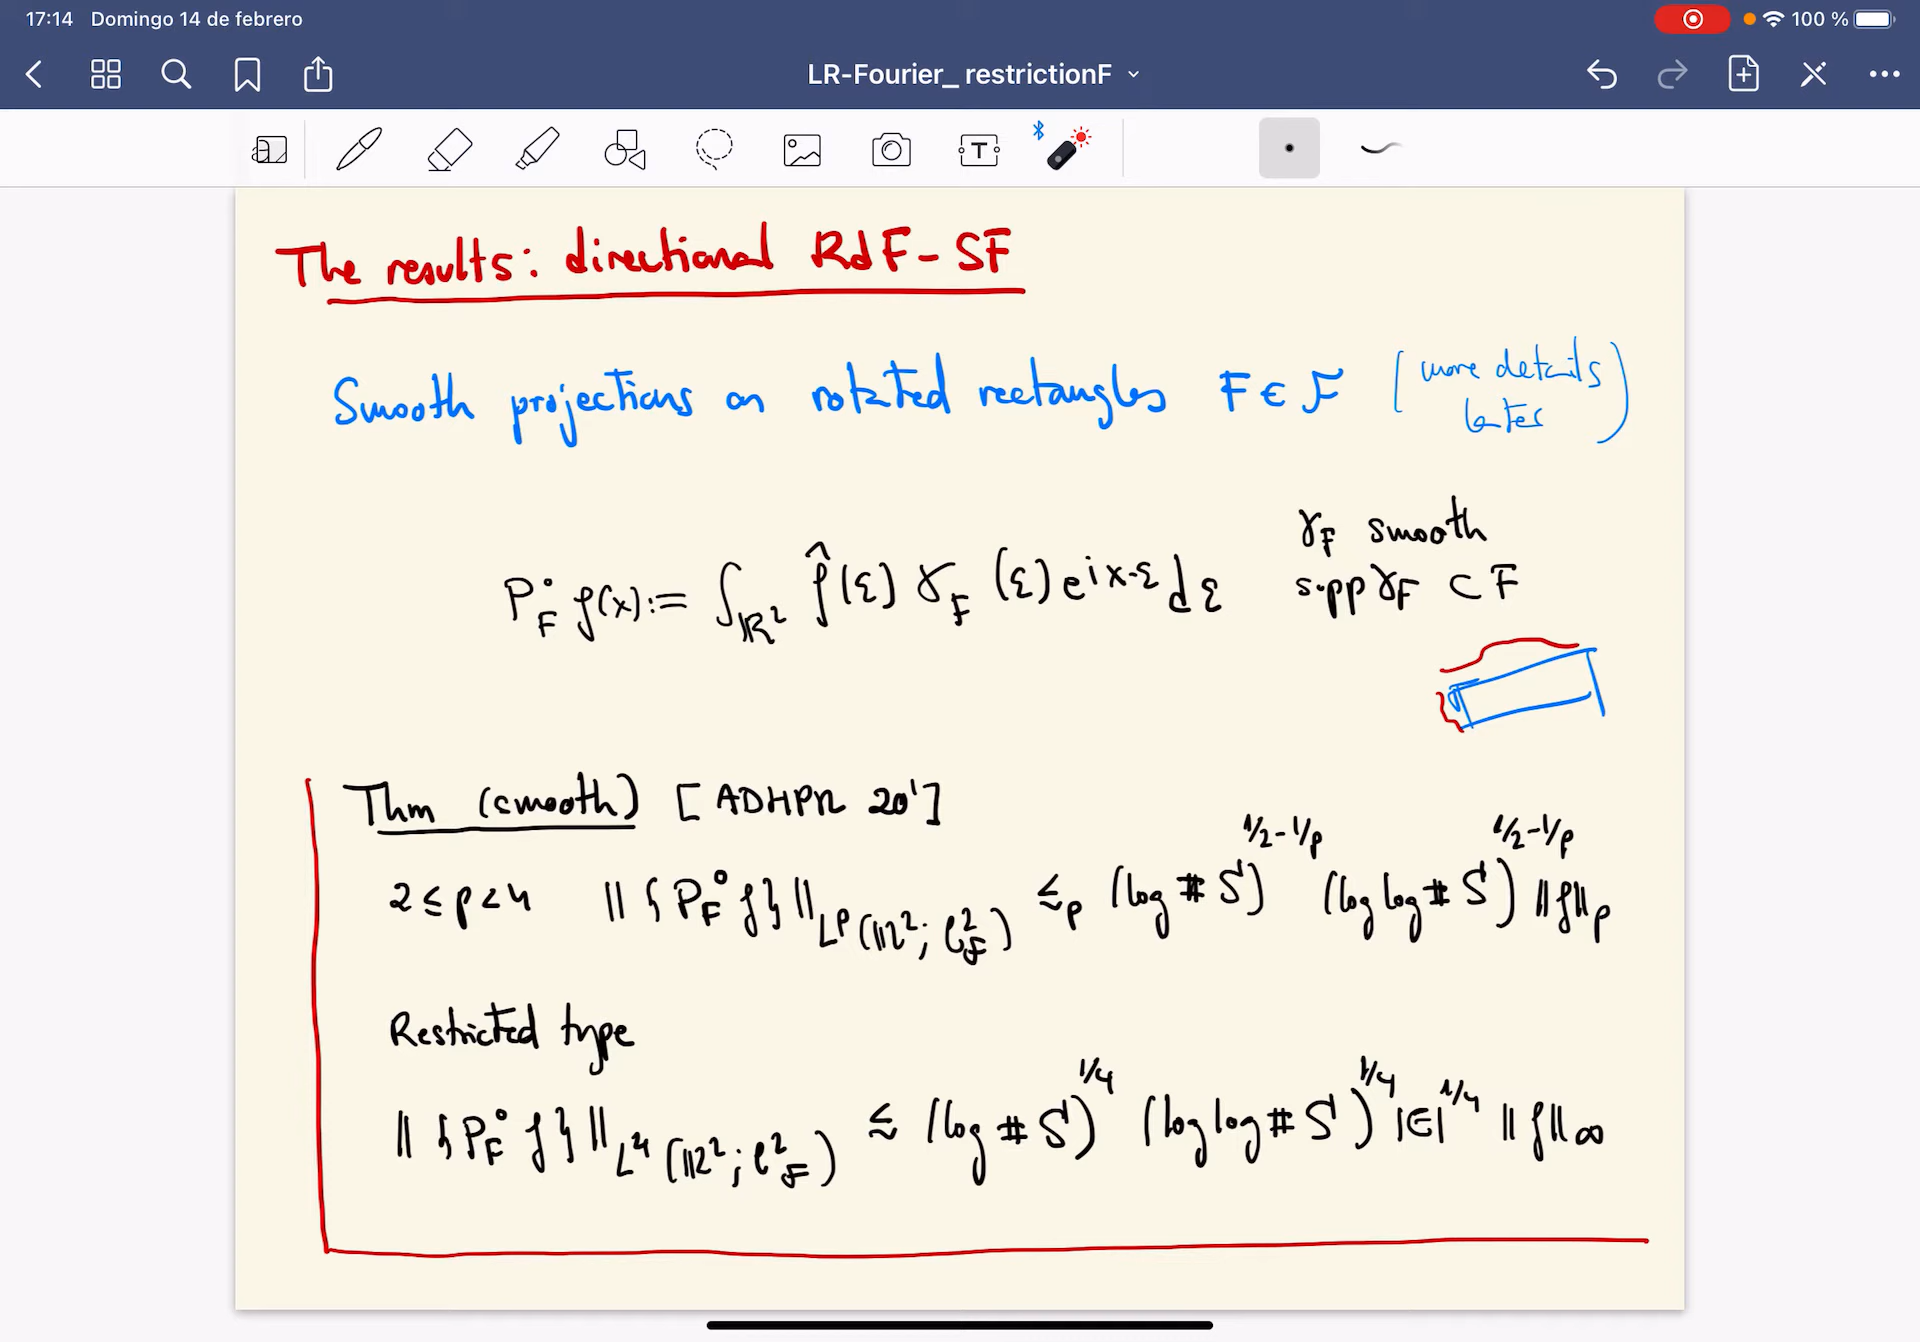 17:14 Domingo 14 de febrero 100 %
LR-Fourier_ restrictionF
The results: directional RdF-SF
Smooth projections on rotated rectangles F ∈ ℱ (more details later)
P°_F f(x) := ∫_{ℝ²} f̂(ξ) γ_F (ξ) e^{ix·ξ} dξ
γ_F smooth
supp γ_F ⊂ F
Thm (smooth) [ADHPR 20']
2 ≤ p < 4 ‖{P°_F f}‖_{L^p(ℝ²; ℓ²_ℱ)} ≲_p (log # S)^{1/2-1/p} (log log # S)^{1/2-1/p} ‖f‖_p
Restricted type
‖{P°_F f}‖_{L⁴(ℝ²; ℓ²_ℱ)} ≲ (log # S)^{1/4} (log log # S)^{1/4} |E|^{1/4} ‖f‖_∞